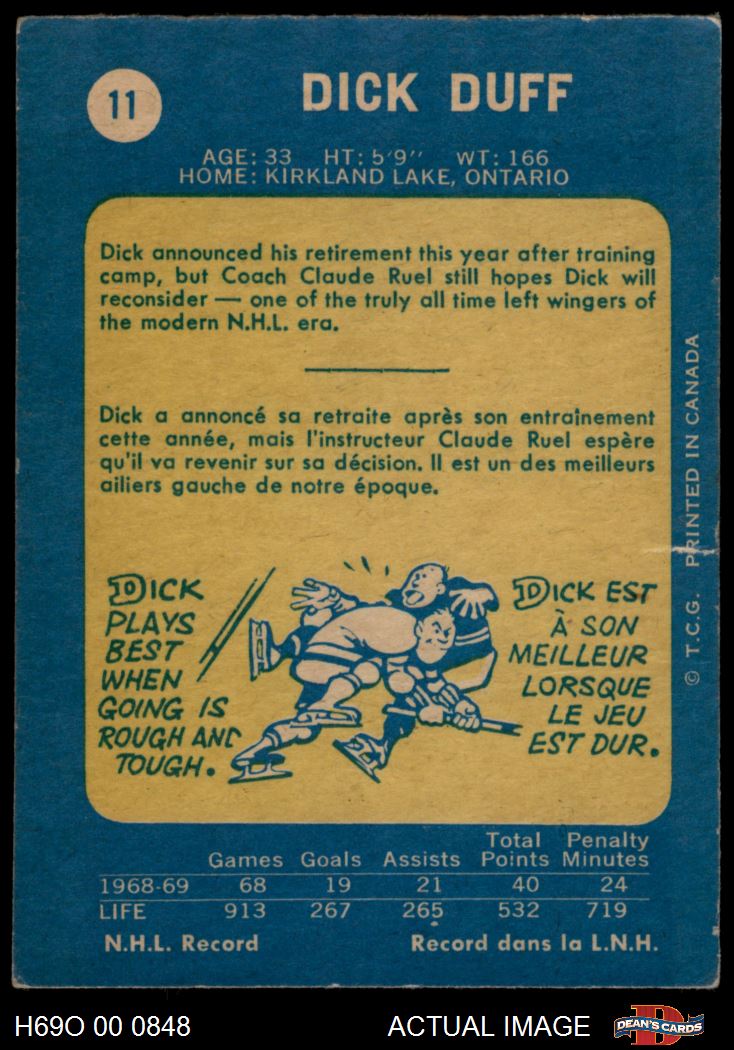 11
DICK DUFF
AGE: 33 HT: 5'9'' WT: 166
HOME: KIRKLAND LAKE, ONTARIO
Dick announced his retirement this year after training
camp, but Coach Claude Ruel still hopes Dick will
reconsider — one of the truly all time left wingers of
the modern N.H.L. era.
Dick a annoncé sa retraite après son entraînement
cette année, mais l'instructeur Claude Ruel espère
qu'il va revenir sur sa décision. Il est un des meilleurs
ailiers gauche de notre époque.
DICK
PLAYS
BEST
WHEN
GOING IS
ROUGH AND
TOUGH.
DICK EST
À SON
MEILLEUR
LORSQUE
LE JEU
EST DUR.
© T.C.G. PRINTED IN CANADA
Games Goals Assists Total Points Penalty Minutes
1968-69 68 19 21 40 24
LIFE 913 267 265 532 719
N.H.L. Record Record dans la L.N.H.
H69O 00 0848 ACTUAL IMAGE DEAN'S CARDS